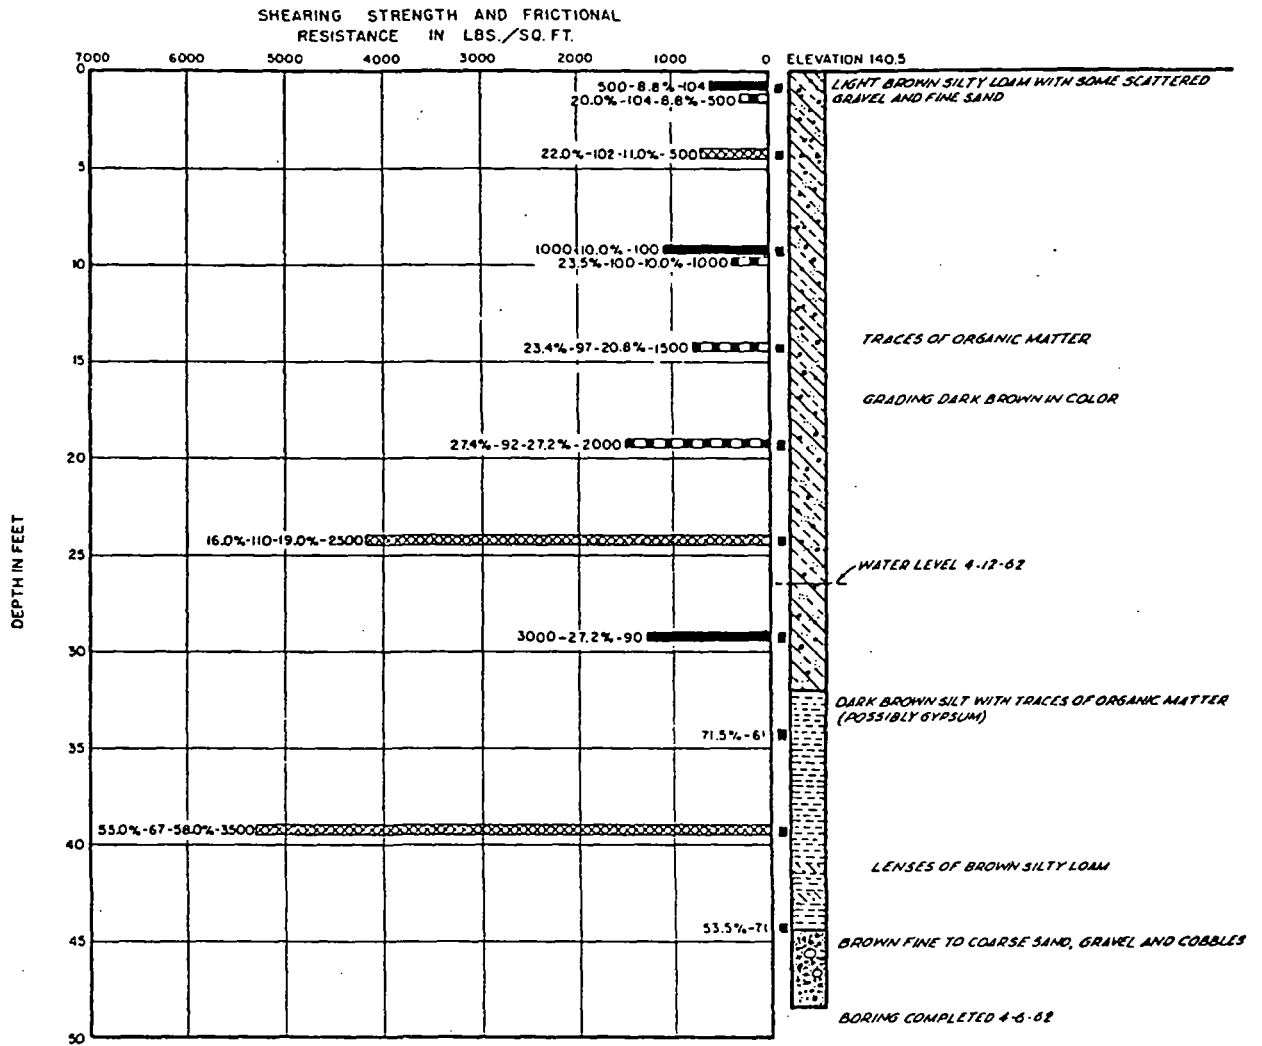 SHEARING STRENGTH AND FRICTIONAL
RESISTANCE IN LBS./SQ. FT.
7000 6000 5000 4000 3000 2000 1000 0 ELEVATION 140.5
0
500-8.8%-104
LIGHT BROWN SILTY LOAM WITH SOME SCATTERED
GRAVEL AND FINE SAND
20.0%-104-8.8%-500
22.0%-102-11.0%-500
5
1000-10.0%-100
10
23.5%-100-10.0%-1000
TRACES OF ORGANIC MATTER
23.4%-97-20.8%-1500
15
GRADING DARK BROWN IN COLOR
27.4%-92-27.2%-2000
20
16.0%-110-19.0%-2500
25
WATER LEVEL 4-12-62
DEPTH IN FEET
3000-27.2%-90
30
DARK BROWN SILT WITH TRACES OF ORGANIC MATTER
(POSSIBLY GYPSUM)
71.5%-61
35
55.0%-67-58.0%-3500
40
LENSES OF BROWN SILTY LOAM
53.5%-71
45
BROWN FINE TO COARSE SAND, GRAVEL AND COBBLES
BORING COMPLETED 4-6-62
50